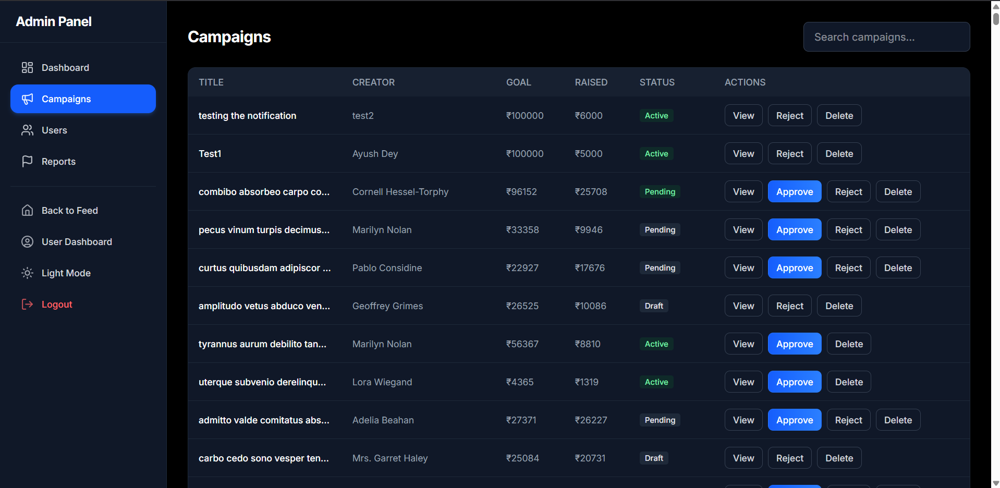 Admin Panel
Dashboard
Campaigns
Users
Reports
Back to Feed
User Dashboard
Light Mode
Logout
Campaigns
Search campaigns...
TITLE CREATOR GOAL RAISED STATUS ACTIONS
testing the notification test2 ₹100000 ₹6000 Active View Reject Delete
Test1 Ayush Dey ₹100000 ₹5000 Active View Reject Delete
combibo absorbeo carpo co... Cornell Hessel-Torphy ₹96152 ₹25708 Pending View Approve Reject Delete
pecus vinum turpis decimus... Marilyn Nolan ₹33358 ₹9946 Pending View Approve Reject Delete
curtus quibusdam adipiscor ... Pablo Considine ₹22927 ₹17676 Pending View Approve Reject Delete
amplitudo vetus abduco ven... Geoffrey Grimes ₹26525 ₹10086 Draft View Reject Delete
tyrannus aurum debilito tan... Marilyn Nolan ₹56367 ₹8810 Active View Approve Delete
uterque subvenio derelinqu... Lora Wiegand ₹4365 ₹1319 Active View Approve Delete
admitto valde comitatus abs... Adelia Beahan ₹27371 ₹26227 Pending View Approve Reject Delete
carbo cedo sono vesper ten... Mrs. Garret Haley ₹25084 ₹20731 Draft View Reject Delete